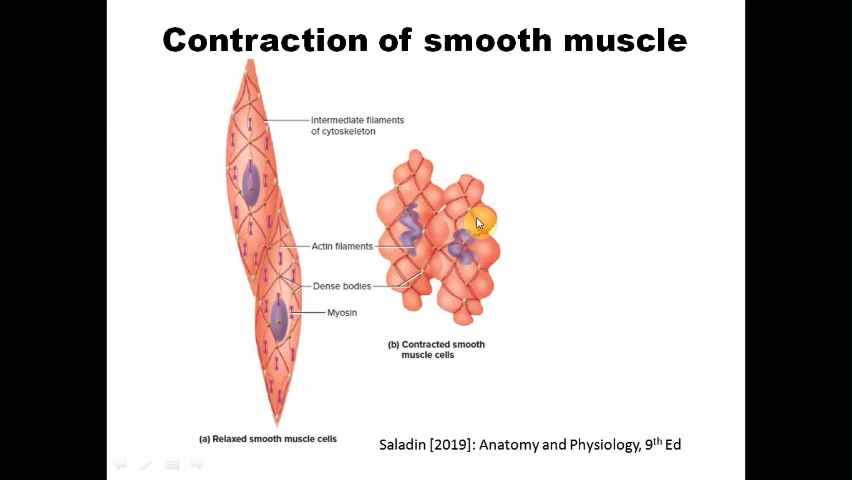 Contraction of smooth muscle
Intermediate filaments
of cytoskeleton
Actin filaments
Dense bodies
Myosin
(b) Contracted smooth
muscle cells
(a) Relaxed smooth muscle cells
Saladin [2019]: Anatomy and Physiology, 9th Ed